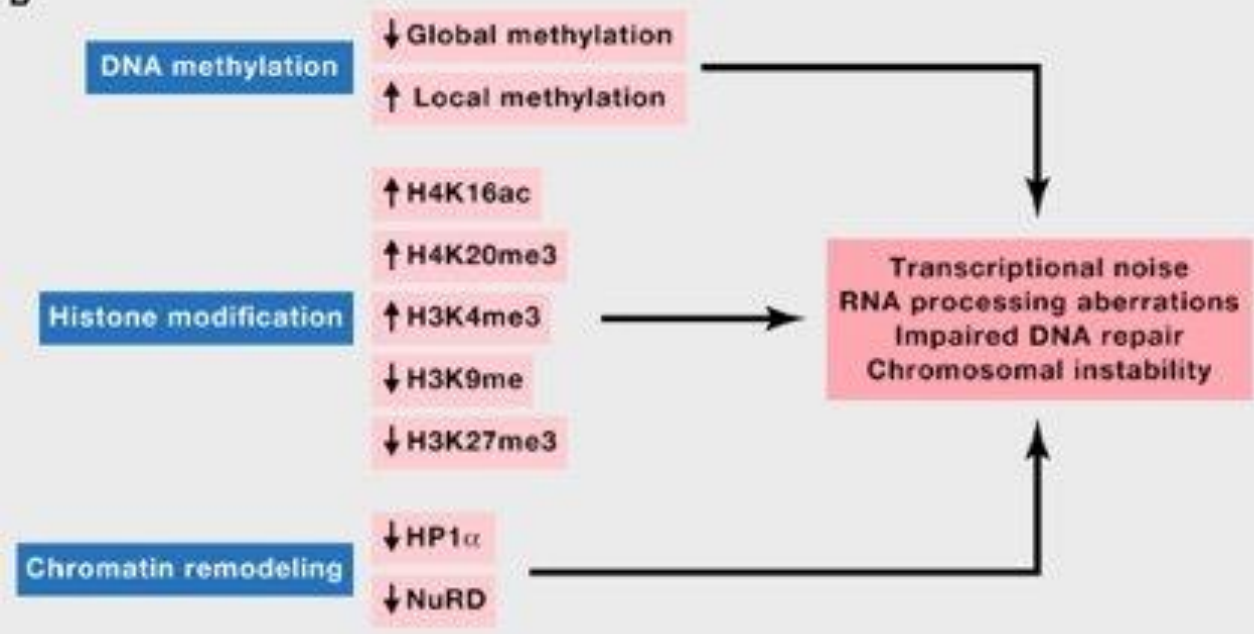 DNA methylation
↓ Global methylation
↑ Local methylation
Histone modification
↑ H4K16ac
↑ H4K20me3
↑ H3K4me3
↓ H3K9me
↓ H3K27me3
Chromatin remodeling
↓ HP1α
↓ NuRD
Transcriptional noise
RNA processing aberrations
Impaired DNA repair
Chromosomal instability